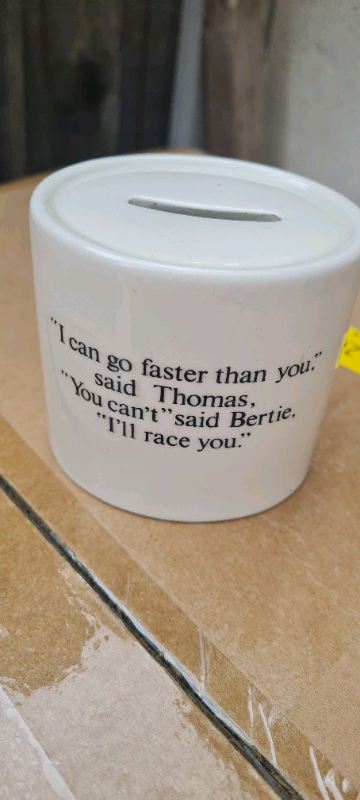 "I can go faster than you."
said Thomas,
"You can't" said Bertie.
"I'll race you."